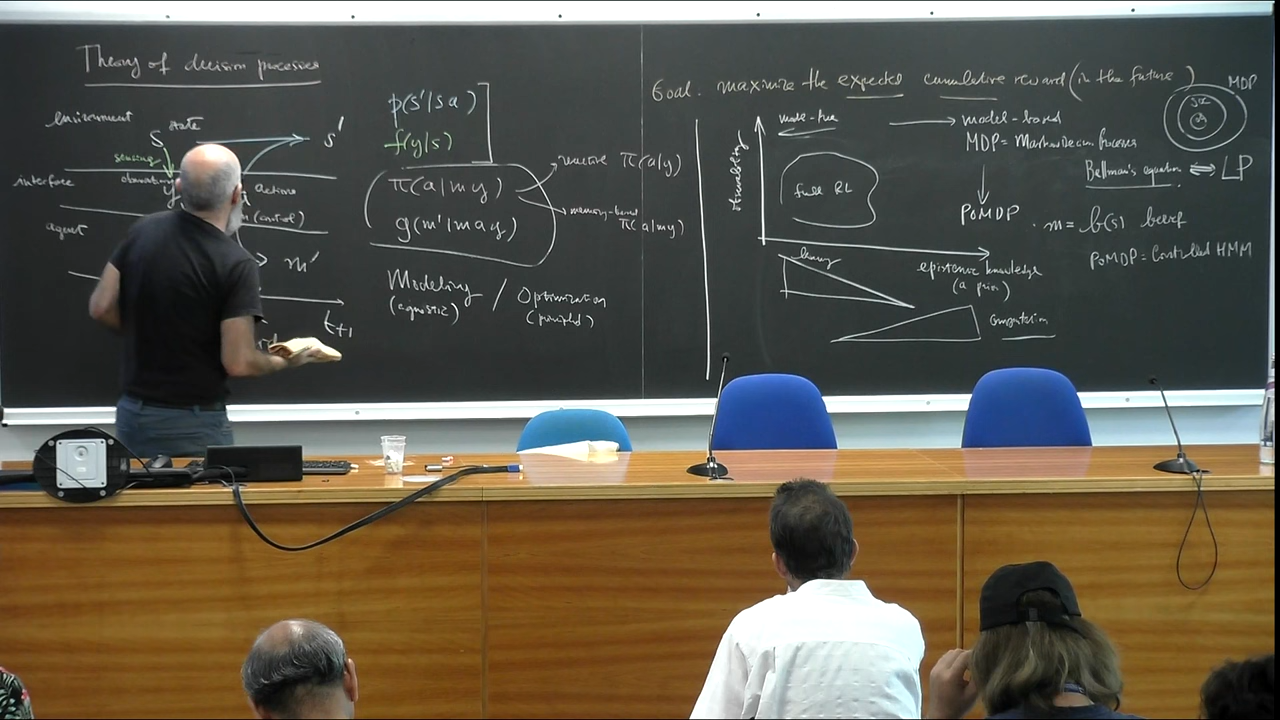 Theory of decision processes
environment
S state s'
sensing
interface
actions
(control)
agent
m'
t+1
p(s'|s a)
f(y|s)
π(a|m y)
g(m'|m a y)
reactive π(a|y)
memory-based
π(a|m y)
Modeling / Optimization
(agnostic) (principled)
Goal. maximize the expected cumulative reward (in the future)
model-free
model-based
MDP = Markov Decision Processes
POMDP
full RL
epistemic knowledge
(a priori)
computation
MDP
Bellman's equation ⇔ LP
m = b(s) belief
POMDP = Controlled HMM